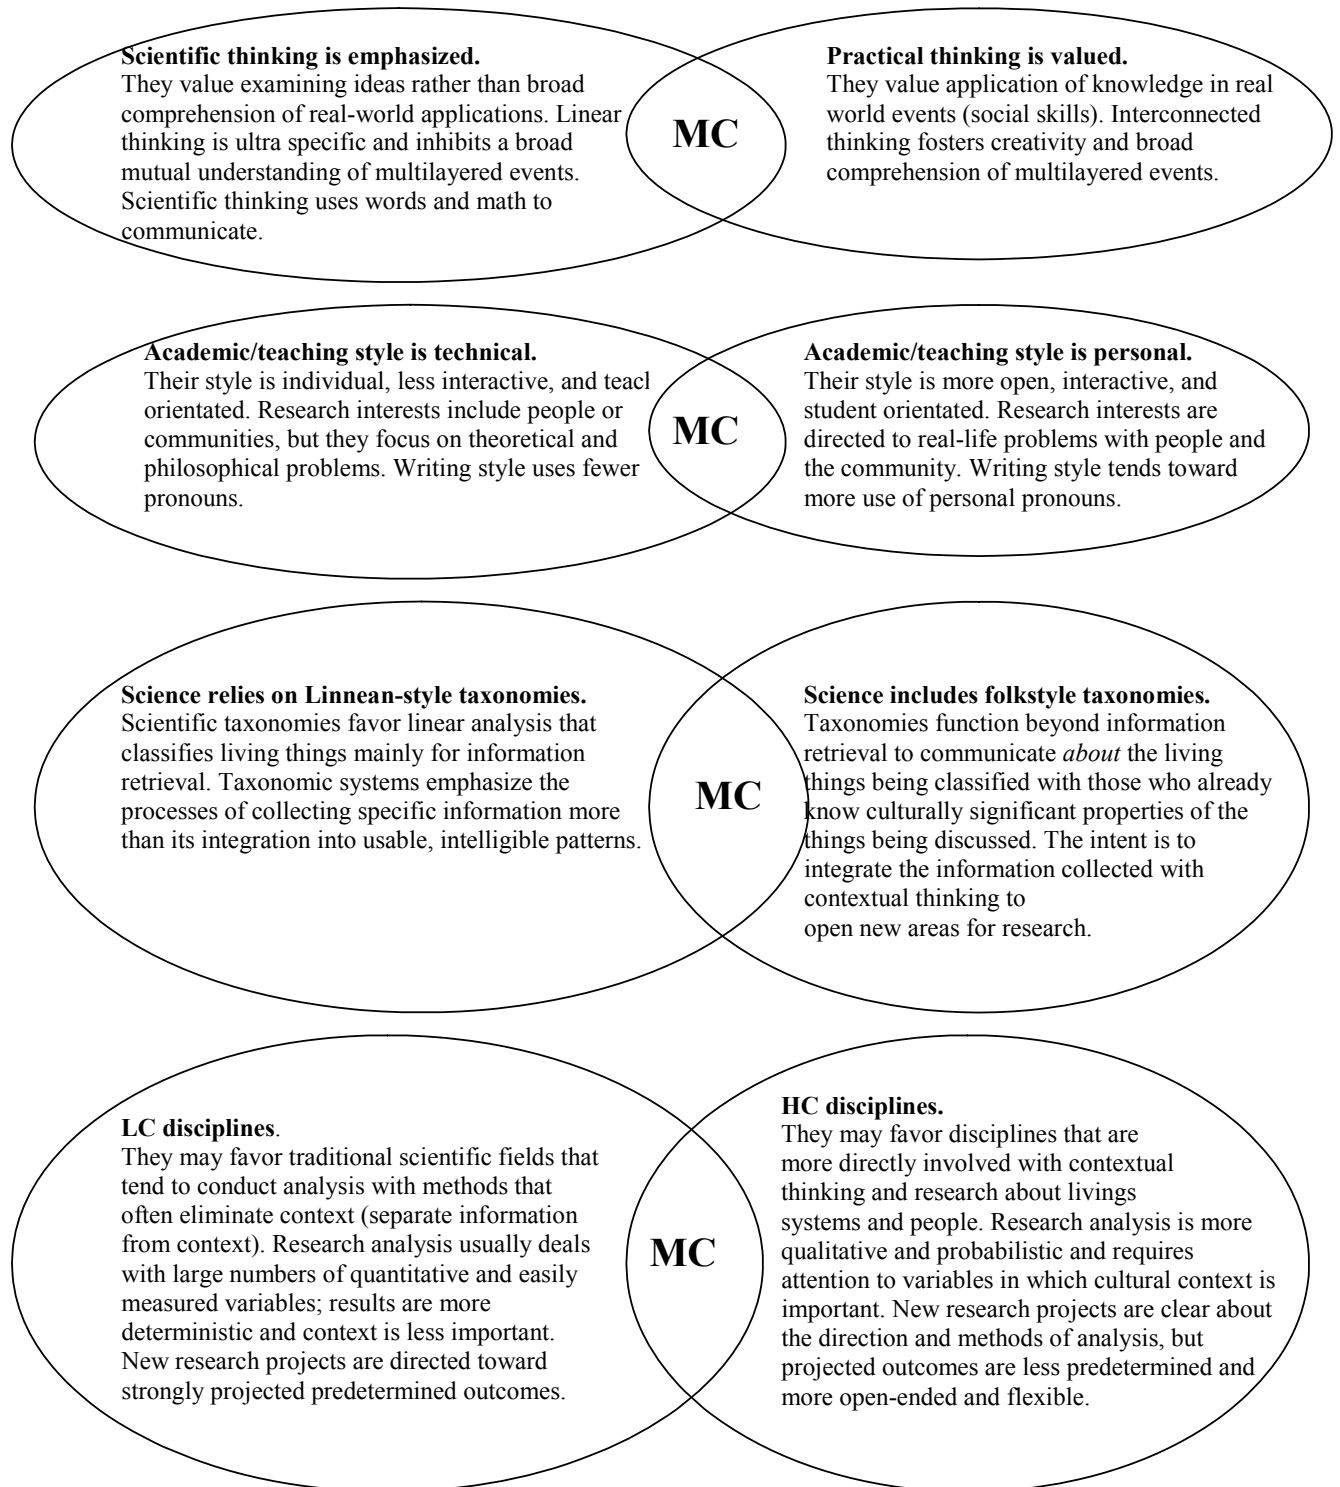 Scientific thinking is emphasized.
They value examining ideas rather than broad
comprehension of real-world applications. Linear
thinking is ultra specific and inhibits a broad
mutual understanding of multilayered events.
Scientific thinking uses words and math to
communicate.
MC
Practical thinking is valued.
They value application of knowledge in real
world events (social skills). Interconnected
thinking fosters creativity and broad
comprehension of multilayered events.
Academic/teaching style is technical.
Their style is individual, less interactive, and teach
orientated. Research interests include people or
communities, but they focus on theoretical and
philosophical problems. Writing style uses fewer
pronouns.
MC
Academic/teaching style is personal.
Their style is more open, interactive, and
student orientated. Research interests are
directed to real-life problems with people and
the community. Writing style tends toward
more use of personal pronouns.
Science relies on Linnean-style taxonomies.
Scientific taxonomies favor linear analysis that
classifies living things mainly for information
retrieval. Taxonomic systems emphasize the
processes of collecting specific information more
than its integration into usable, intelligible patterns.
MC
Science includes folkstyle taxonomies.
Taxonomies function beyond information
retrieval to communicate about the living
things being classified with those who already
know culturally significant properties of the
things being discussed. The intent is to
integrate the information collected with
contextual thinking to
open new areas for research.
LC disciplines.
They may favor traditional scientific fields that
tend to conduct analysis with methods that
often eliminate context (separate information
from context). Research analysis usually deals
with large numbers of quantitative and easily
measured variables; results are more
deterministic and context is less important.
New research projects are directed toward
strongly projected predetermined outcomes.
MC
HC disciplines.
They may favor disciplines that are
more directly involved with contextual
thinking and research about livings
systems and people. Research analysis is more
qualitative and probabilistic and requires
attention to variables in which cultural context is
important. New research projects are clear about
the direction and methods of analysis, but
projected outcomes are less predetermined and
more open-ended and flexible.